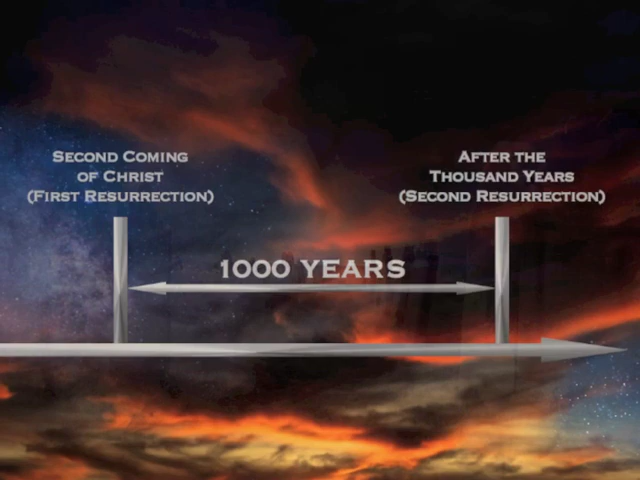 Second Coming
of Christ
(First Resurrection)
After the
Thousand Years
(Second Resurrection)
1000 YEARS